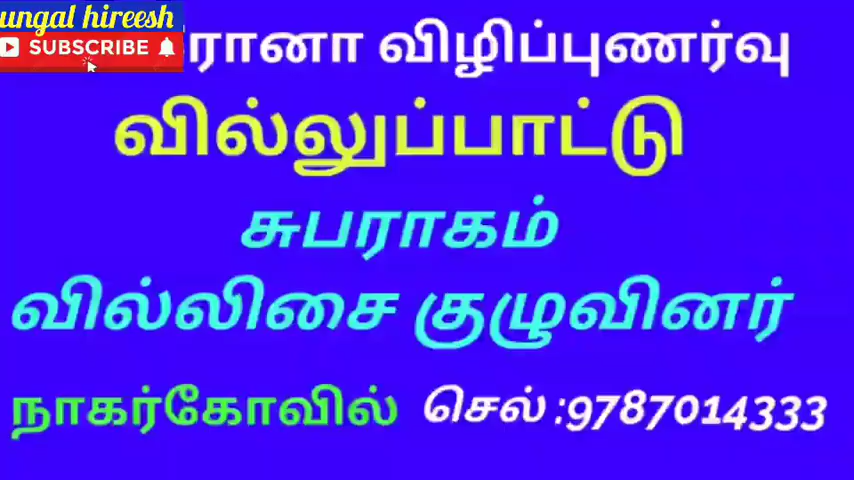 ungal hireesh
SUBSCRIBE
ரானா விழிப்புணர்வு
வில்லுப்பாட்டு
சுபராகம்
வில்லிசை குழுவினர்
நாகர்கோவில் செல் :9787014333